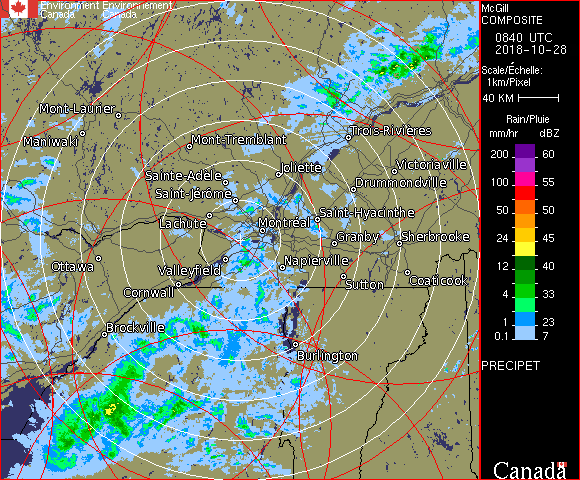 Environment Environnement
Canada Canada
McGill
COMPOSITE
0840 UTC
2018-10-28
Scale/Échelle:
1km/Pixel
40 KM
Rain/Pluie
mm/hr dBZ
200 60
100 55
50 50
24 45
12 40
4 33
1 23
0.1 7
PRECIPET
Canada
Mont-Laurier
Maniwaki
Mont-Tremblant
Trois-Rivières
Joliette
Victoriaville
Sainte-Adèle
Drummondville
Saint-Jérôme
Saint-Hyacinthe
Lachute
Montréal
Granby
Sherbrooke
Ottawa
Valleyfield
Napierville
Sutton
Coaticook
Cornwall
Brockville
Burlington